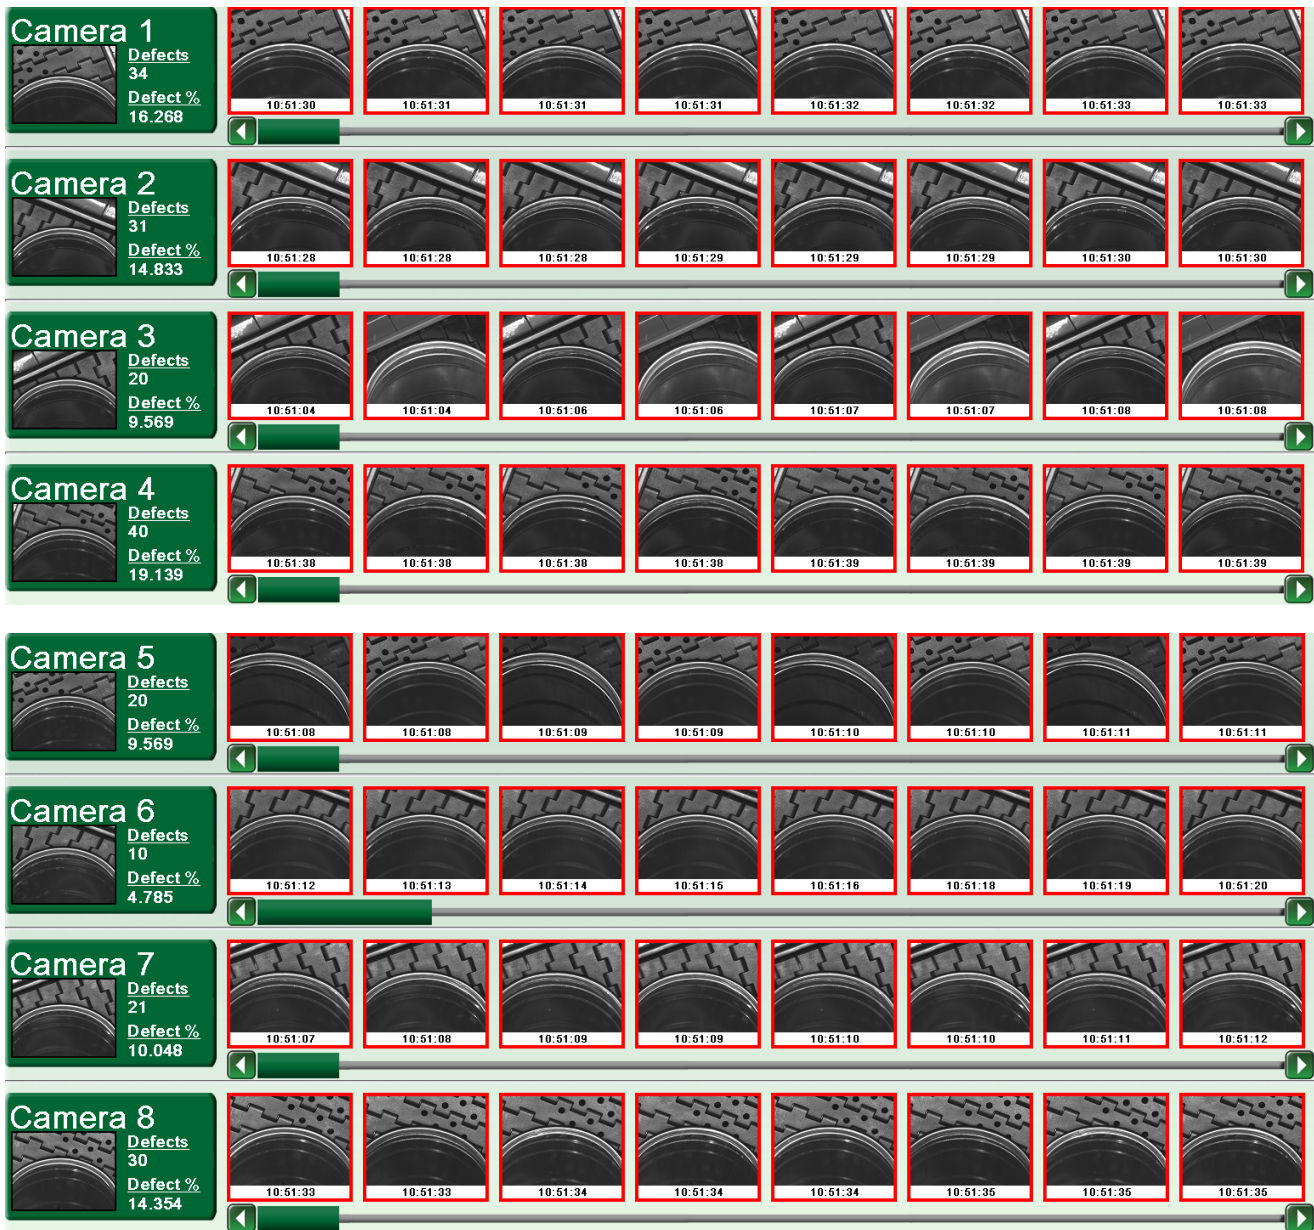 Camera 1
Defects
34
Defect %
16.268
10:51:30 10:51:31 10:51:31 10:51:31 10:51:32 10:51:32 10:51:33 10:51:33
Camera 2
Defects
31
Defect %
14.833
10:51:28 10:51:28 10:51:28 10:51:29 10:51:29 10:51:29 10:51:30 10:51:30
Camera 3
Defects
20
Defect %
9.569
10:51:04 10:51:04 10:51:06 10:51:06 10:51:07 10:51:07 10:51:08 10:51:08
Camera 4
Defects
40
Defect %
19.139
10:51:38 10:51:38 10:51:38 10:51:38 10:51:39 10:51:39 10:51:39 10:51:39
Camera 5
Defects
20
Defect %
9.569
10:51:08 10:51:08 10:51:09 10:51:09 10:51:10 10:51:10 10:51:11 10:51:11
Camera 6
Defects
10
Defect %
4.785
10:51:12 10:51:13 10:51:14 10:51:15 10:51:16 10:51:18 10:51:19 10:51:20
Camera 7
Defects
21
Defect %
10.048
10:51:07 10:51:08 10:51:09 10:51:09 10:51:10 10:51:10 10:51:11 10:51:12
Camera 8
Defects
30
Defect %
14.354
10:51:33 10:51:33 10:51:34 10:51:34 10:51:34 10:51:35 10:51:35 10:51:35